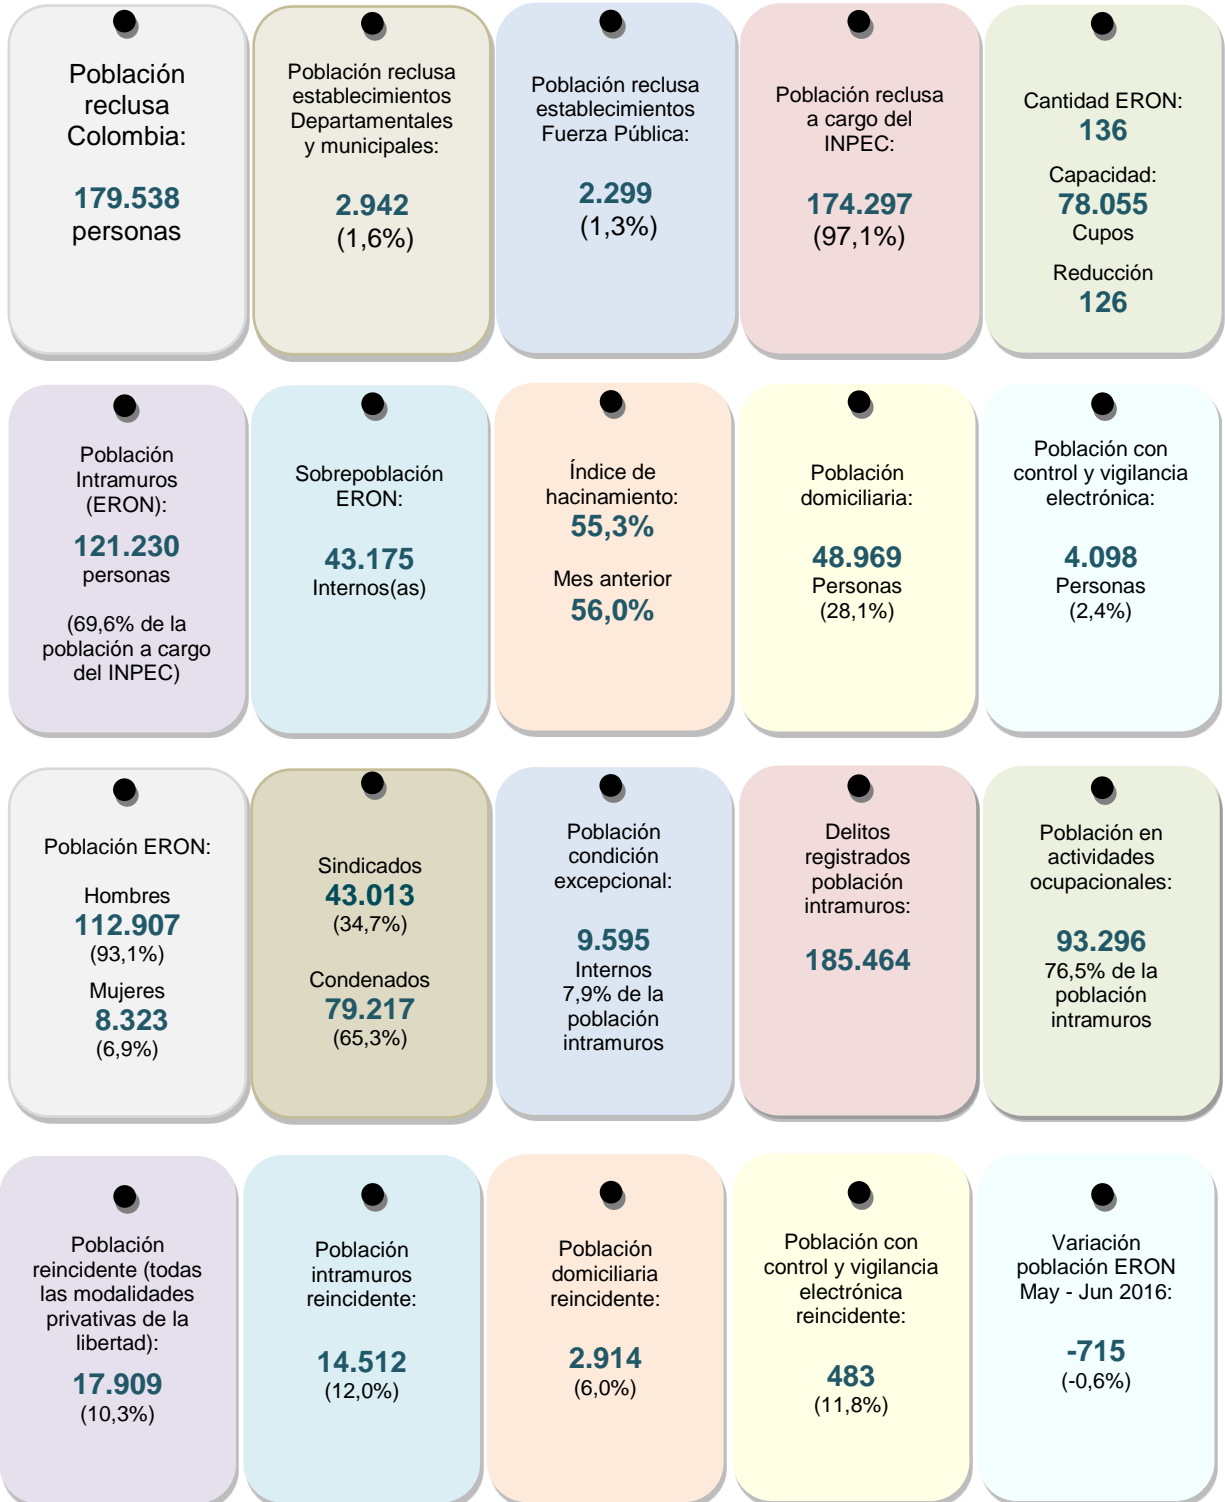 Población
reclusa
Colombia:
179.538
personas
Población reclusa
establecimientos
Departamentales
y municipales:
2.942
(1,6%)
Población reclusa
establecimientos
Fuerza Pública:
2.299
(1,3%)
Población reclusa
a cargo del
INPEC:
174.297
(97,1%)
Cantidad ERON:
136
Capacidad:
78.055
Cupos
Reducción
126
Población
Intramuros
(ERON):
121.230
personas
(69,6% de la
población a cargo
del INPEC)
Sobrepoblación
ERON:
43.175
Internos(as)
Índice de
hacinamiento:
55,3%
Mes anterior
56,0%
Población
domiciliaria:
48.969
Personas
(28,1%)
Población con
control y vigilancia
electrónica:
4.098
Personas
(2,4%)
Población ERON:
Hombres
112.907
(93,1%)
Mujeres
8.323
(6,9%)
Sindicados
43.013
(34,7%)
Condenados
79.217
(65,3%)
Población
condición
excepcional:
9.595
Internos
7,9% de la
población
intramuros
Delitos
registrados
población
intramuros:
185.464
Población en
actividades
ocupacionales:
93.296
76,5% de la
población
intramuros
Población
reincidente (todas
las modalidades
privativas de la
libertad):
17.909
(10,3%)
Población
intramuros
reincidente:
14.512
(12,0%)
Población
domiciliaria
reincidente:
2.914
(6,0%)
Población con
control y vigilancia
electrónica
reincidente:
483
(11,8%)
Variación
población ERON
May - Jun 2016:
-715
(-0,6%)